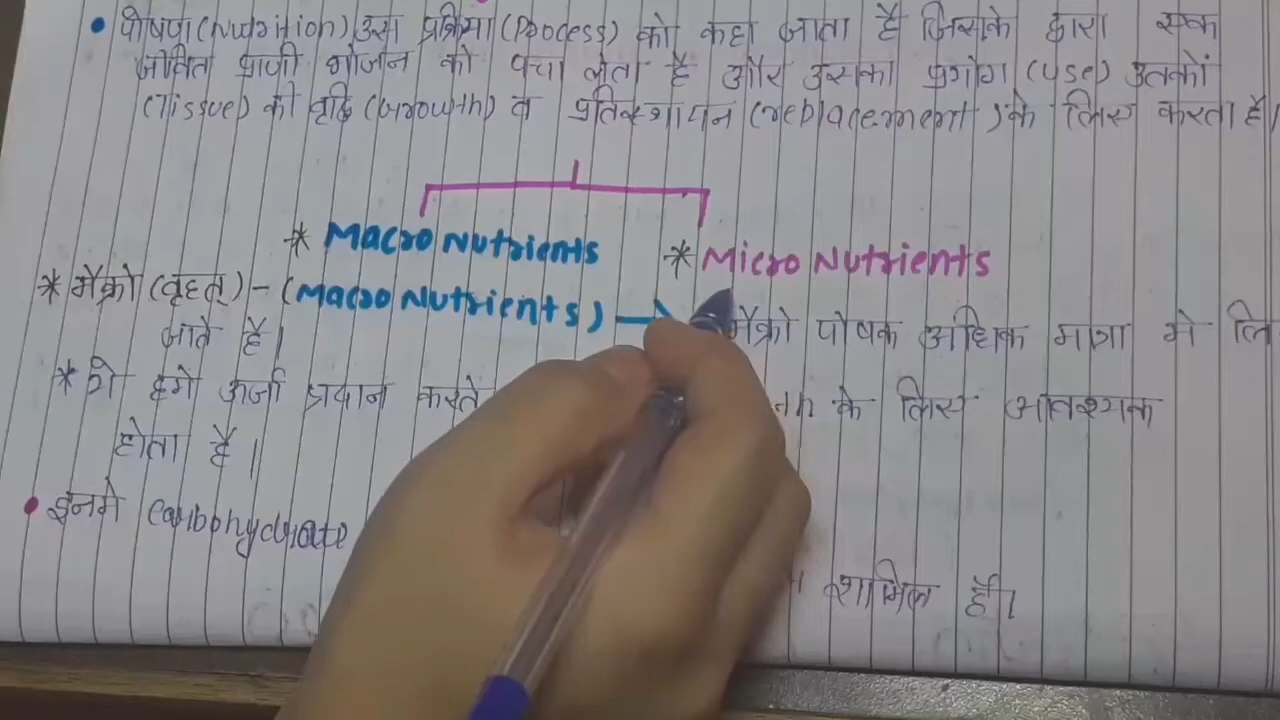 • पोषण (Nutrition) उस प्रक्रिया (Process) को कहा जाता है जिसके द्वारा एक
जीवित प्राणी भोजन को पचा लेता है और उसका प्रयोग (use) उतकों
(Tissue) की वृद्धि (Growth) व प्रतिस्थापन (replacement) के लिए करता है।
* Macro Nutrients
* Micro Nutrients
* मैक्रो (वृहत्) - (Macro Nutrients) → मैक्रो पोषक अधिक मात्रा मे लि
जाते है।
* ये हमे ऊर्जा प्रदान करते के लिए आवश्यक
होता है।
• इनमे Carbohydrate
शामिल है।